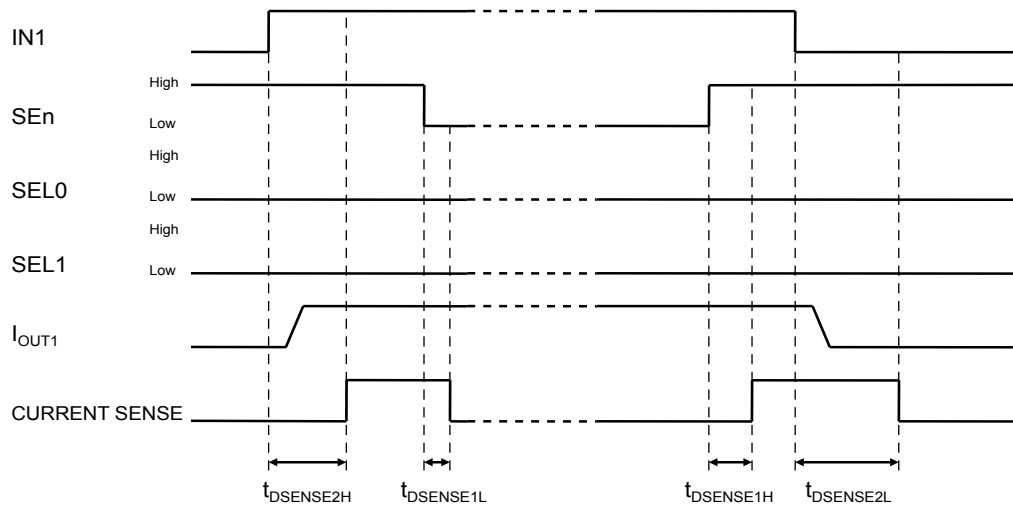 IN1
High
SEn
Low
High
SEL0
Low
High
SEL1
Low
IOUT1
CURRENT SENSE
tDSENSE2H
tDSENSE1L
tDSENSE1H
tDSENSE2L